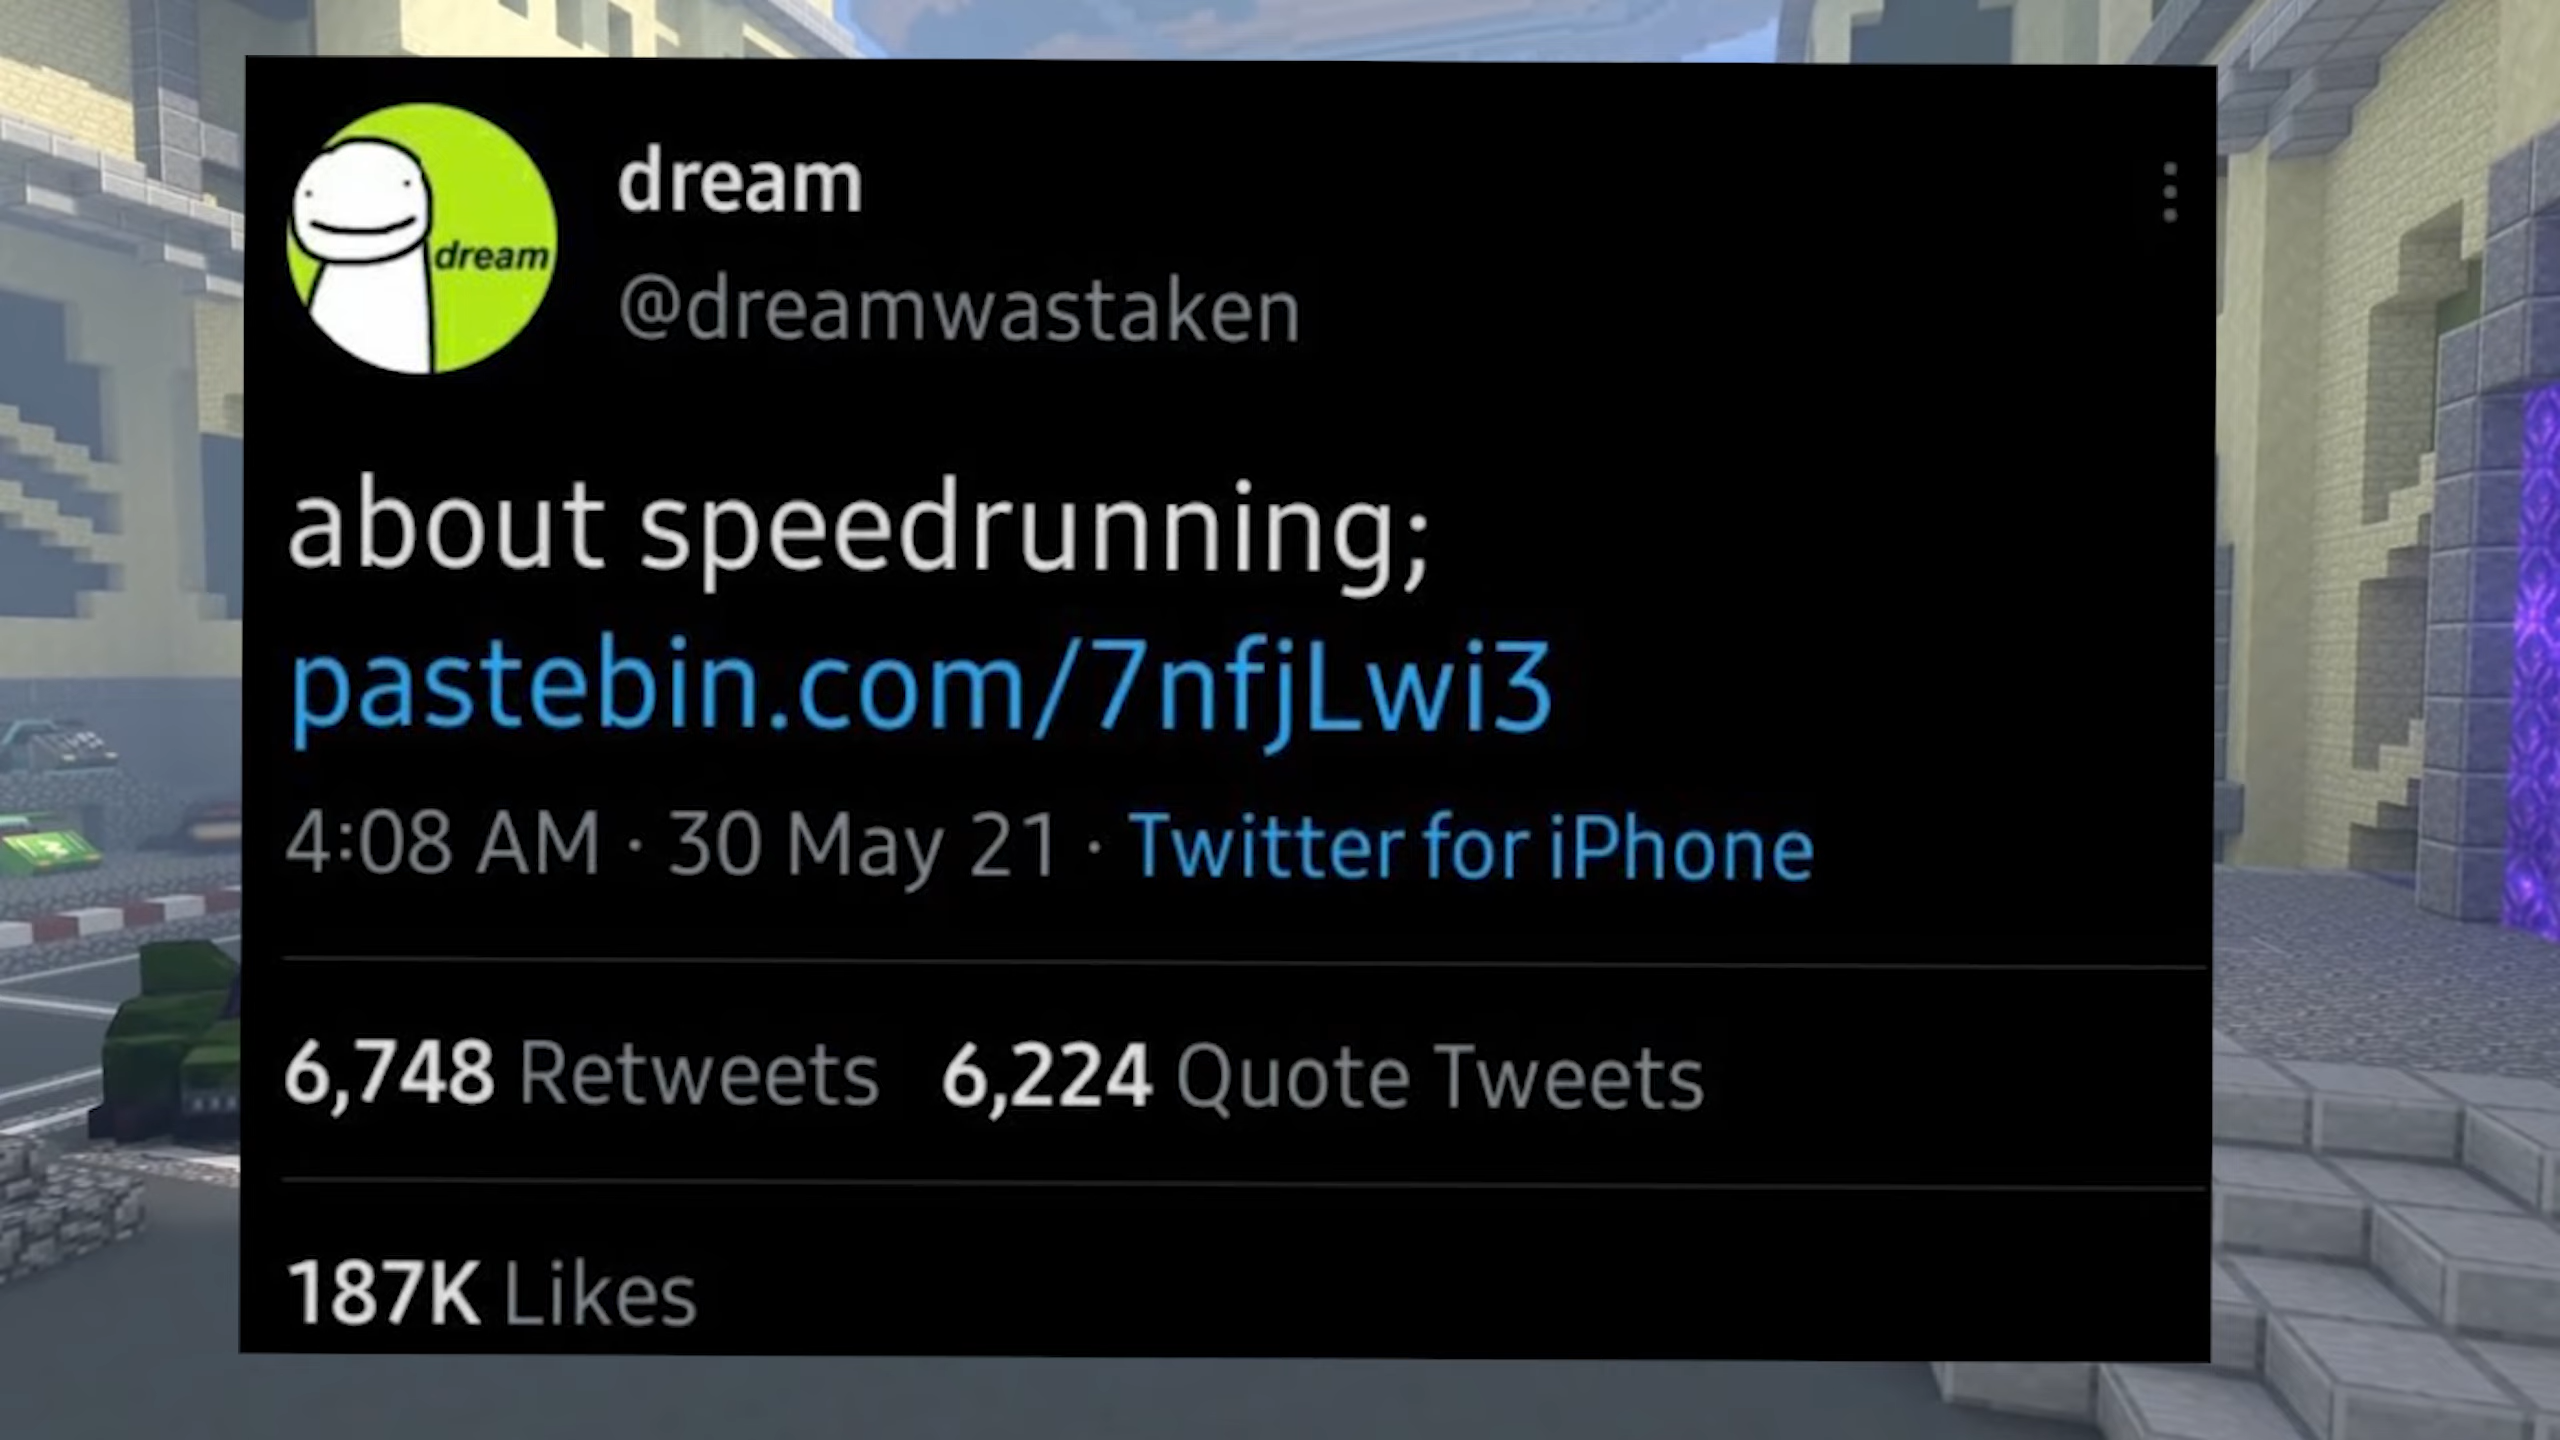 dream
dream
@dreamwastaken
about speedrunning;
pastebin.com/7nfjLwi3
4:08 AM · 30 May 21 · Twitter for iPhone
6,748 Retweets 6,224 Quote Tweets
187K Likes